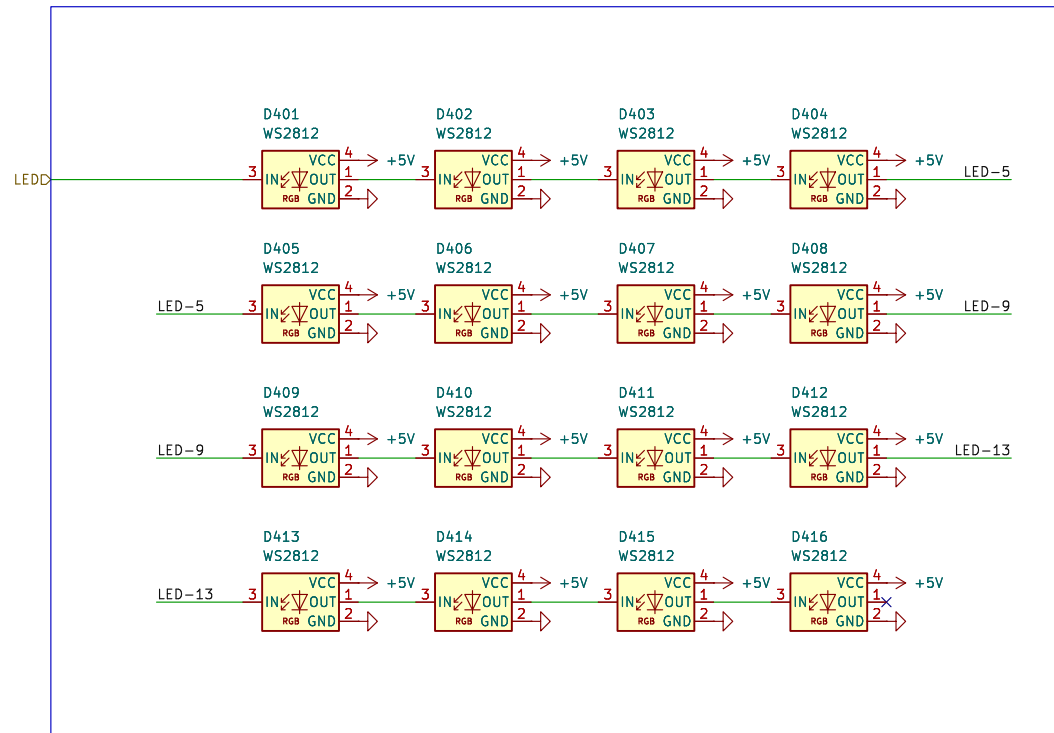 D401 D402 D403 D404
WS2812 WS2812 WS2812 WS2812
VCC 4 +5V VCC 4 +5V VCC 4 +5V VCC 4 +5V
LED 3 IN OUT 1 3 IN OUT 1 3 IN OUT 1 3 IN OUT 1 LED-5
RGB GND 2 RGB GND 2 RGB GND 2 RGB GND 2
D405 D406 D407 D408
WS2812 WS2812 WS2812 WS2812
VCC 4 +5V VCC 4 +5V VCC 4 +5V VCC 4 +5V
LED-5 3 IN OUT 1 3 IN OUT 1 3 IN OUT 1 3 IN OUT 1 LED-9
RGB GND 2 RGB GND 2 RGB GND 2 RGB GND 2
D409 D410 D411 D412
WS2812 WS2812 WS2812 WS2812
VCC 4 +5V VCC 4 +5V VCC 4 +5V VCC 4 +5V
LED-9 3 IN OUT 1 3 IN OUT 1 3 IN OUT 1 3 IN OUT 1 LED-13
RGB GND 2 RGB GND 2 RGB GND 2 RGB GND 2
D413 D414 D415 D416
WS2812 WS2812 WS2812 WS2812
VCC 4 +5V VCC 4 +5V VCC 4 +5V VCC 4 +5V
LED-13 3 IN OUT 1 3 IN OUT 1 3 IN OUT 1 3 IN OUT 1
RGB GND 2 RGB GND 2 RGB GND 2 RGB GND 2